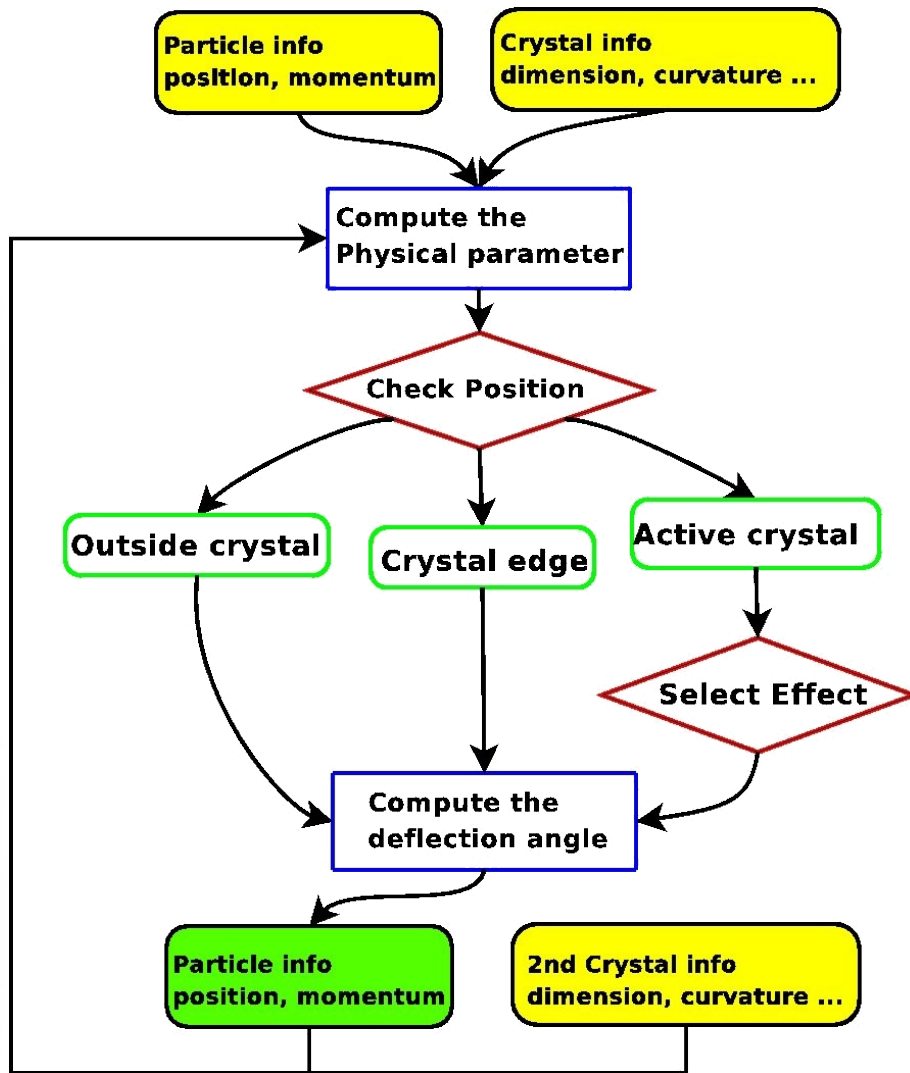 Particle info
position, momentum
Crystal info
dimension, curvature ...
Compute the
Physical parameter
Check Position
Outside crystal
Crystal edge
Active crystal
Select Effect
Compute the
deflection angle
Particle info
position, momentum
2nd Crystal info
dimension, curvature ...